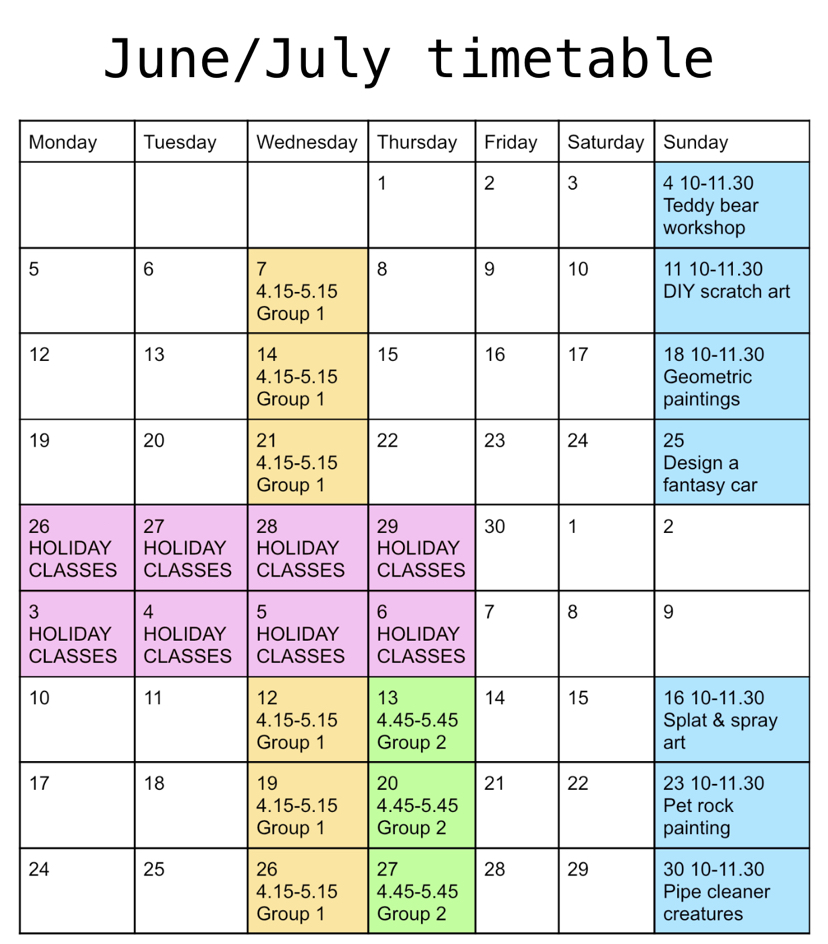 June/July timetable
Monday Tuesday Wednesday Thursday Friday Saturday Sunday
1 2 3 4 10-11.30
Teddy bear
workshop
5 6 7 8 9 10 11 10-11.30
4.15-5.15 DIY scratch art
Group 1
12 13 14 15 16 17 18 10-11.30
4.15-5.15 Geometric
Group 1 paintings
19 20 21 22 23 24 25
4.15-5.15 Design a
Group 1 fantasy car
26 27 28 29 30 1 2
HOLIDAY HOLIDAY HOLIDAY HOLIDAY
CLASSES CLASSES CLASSES CLASSES
3 4 5 6 7 8 9
HOLIDAY HOLIDAY HOLIDAY HOLIDAY
CLASSES CLASSES CLASSES CLASSES
10 11 12 13 14 15 16 10-11.30
4.15-5.15 4.45-5.45 Splat & spray
Group 1 Group 2 art
17 18 19 20 21 22 23 10-11.30
4.15-5.15 4.45-5.45 Pet rock
Group 1 Group 2 painting
24 25 26 27 28 29 30 10-11.30
4.15-5.15 4.45-5.45 Pipe cleaner
Group 1 Group 2 creatures